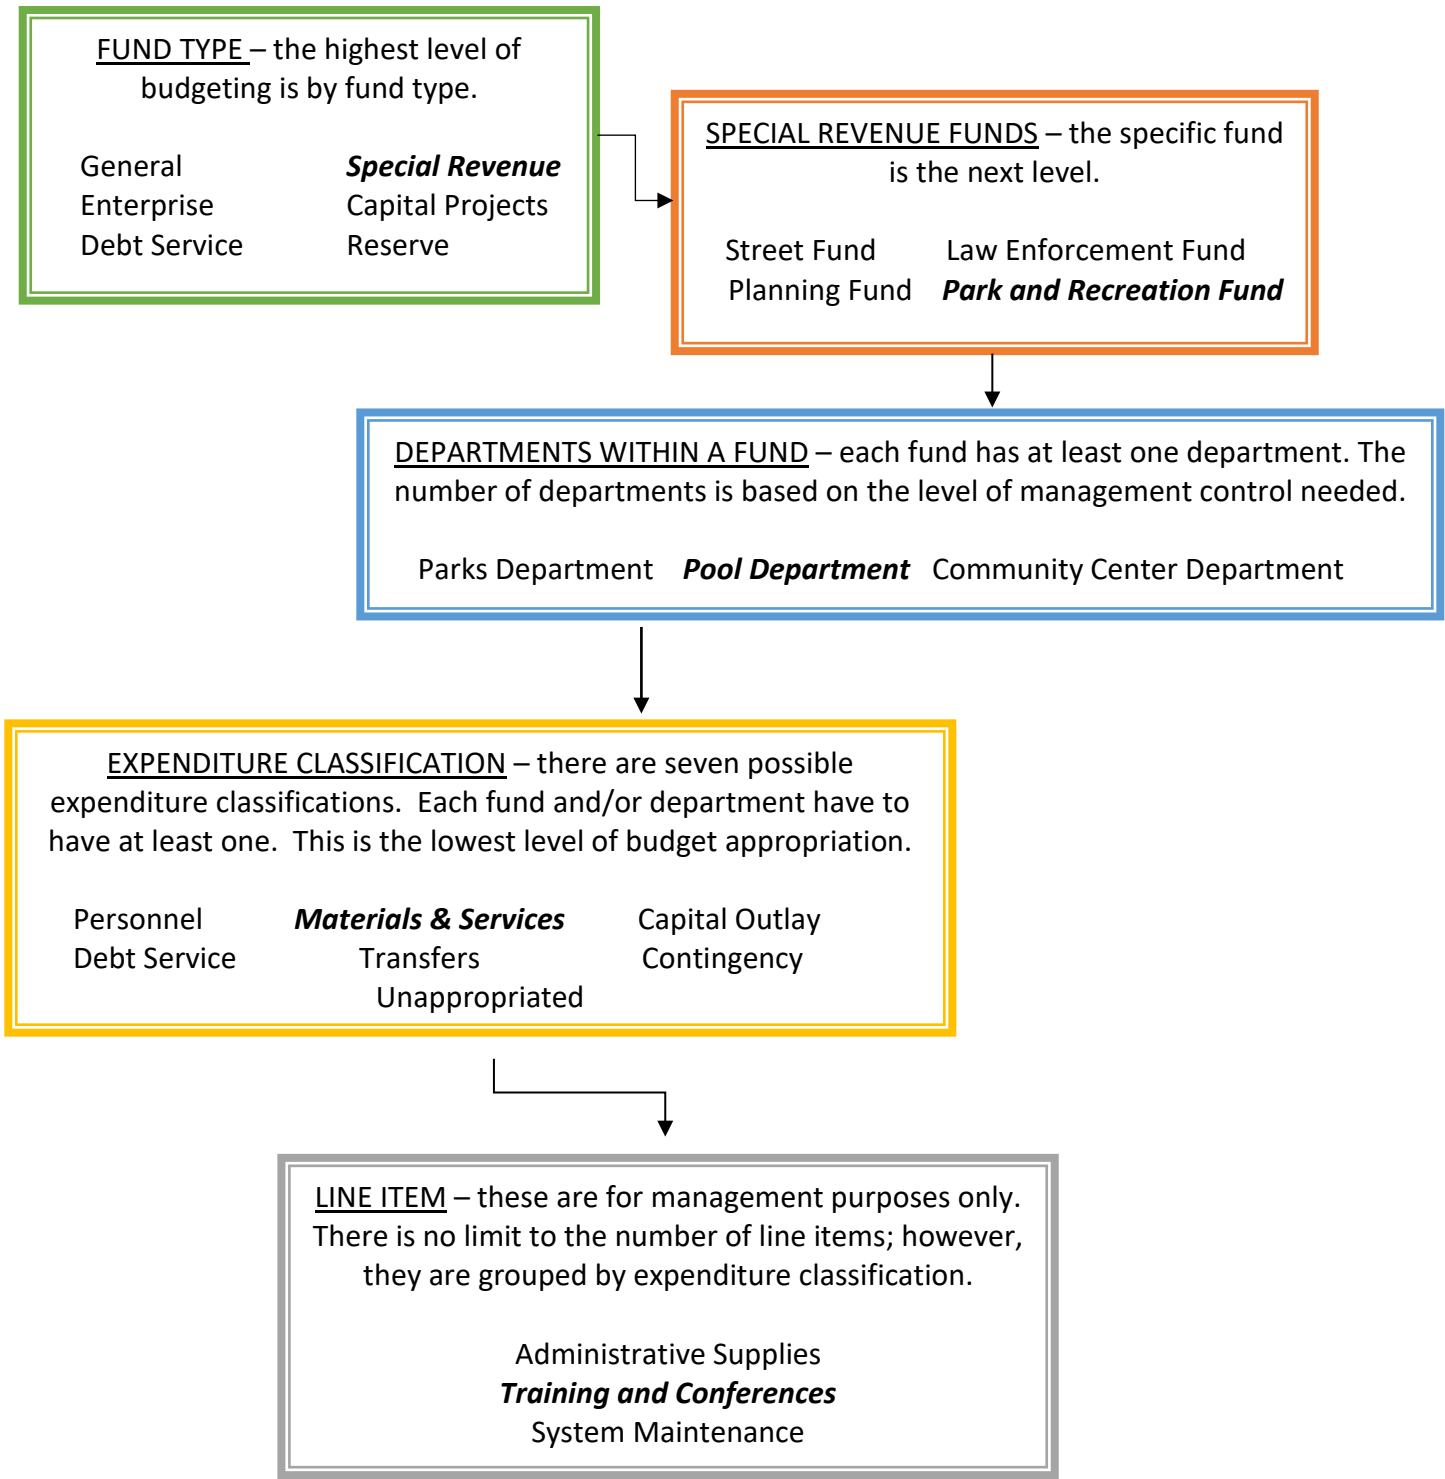 FUND TYPE – the highest level of
budgeting is by fund type.
General Special Revenue
Enterprise Capital Projects
Debt Service Reserve
SPECIAL REVENUE FUNDS – the specific fund
is the next level.
Street Fund Law Enforcement Fund
Planning Fund Park and Recreation Fund
DEPARTMENTS WITHIN A FUND – each fund has at least one department. The
number of departments is based on the level of management control needed.
Parks Department Pool Department Community Center Department
EXPENDITURE CLASSIFICATION – there are seven possible
expenditure classifications. Each fund and/or department have to
have at least one. This is the lowest level of budget appropriation.
Personnel Materials & Services Capital Outlay
Debt Service Transfers Contingency
Unappropriated
LINE ITEM – these are for management purposes only.
There is no limit to the number of line items; however,
they are grouped by expenditure classification.
Administrative Supplies
Training and Conferences
System Maintenance